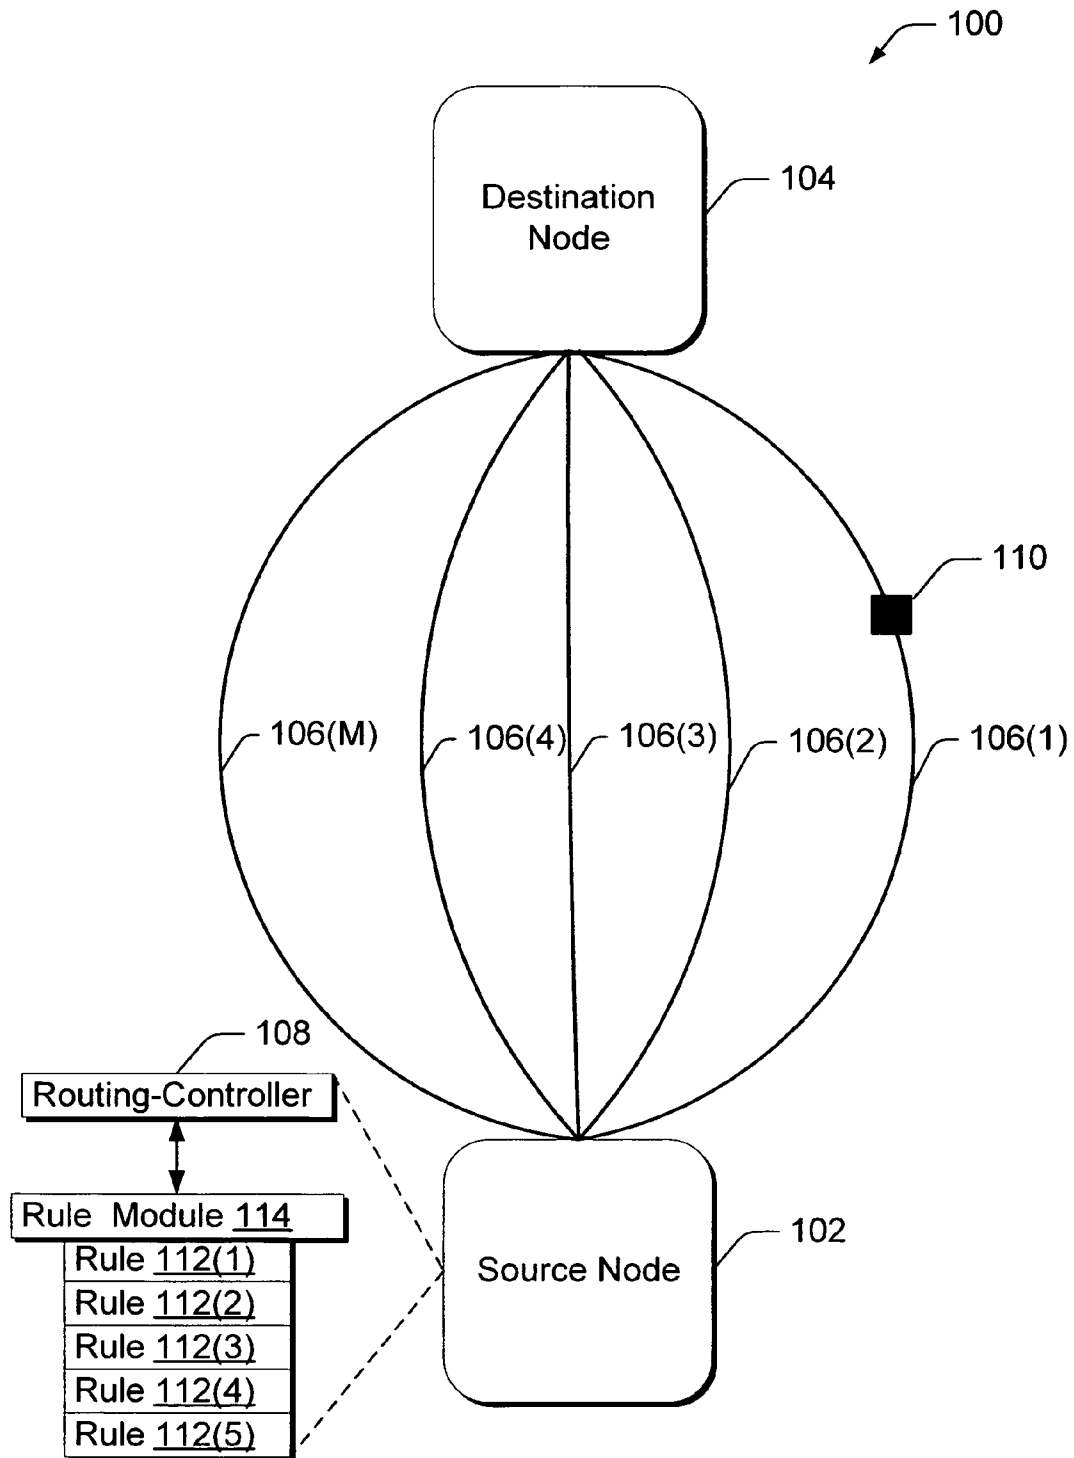 100
Destination
Node
104
110
106(M)
106(4)
106(3)
106(2)
106(1)
108
Routing-Controller
Rule Module 114
Rule 112(1)
Rule 112(2)
Rule 112(3)
Rule 112(4)
Rule 112(5)
Source Node
102